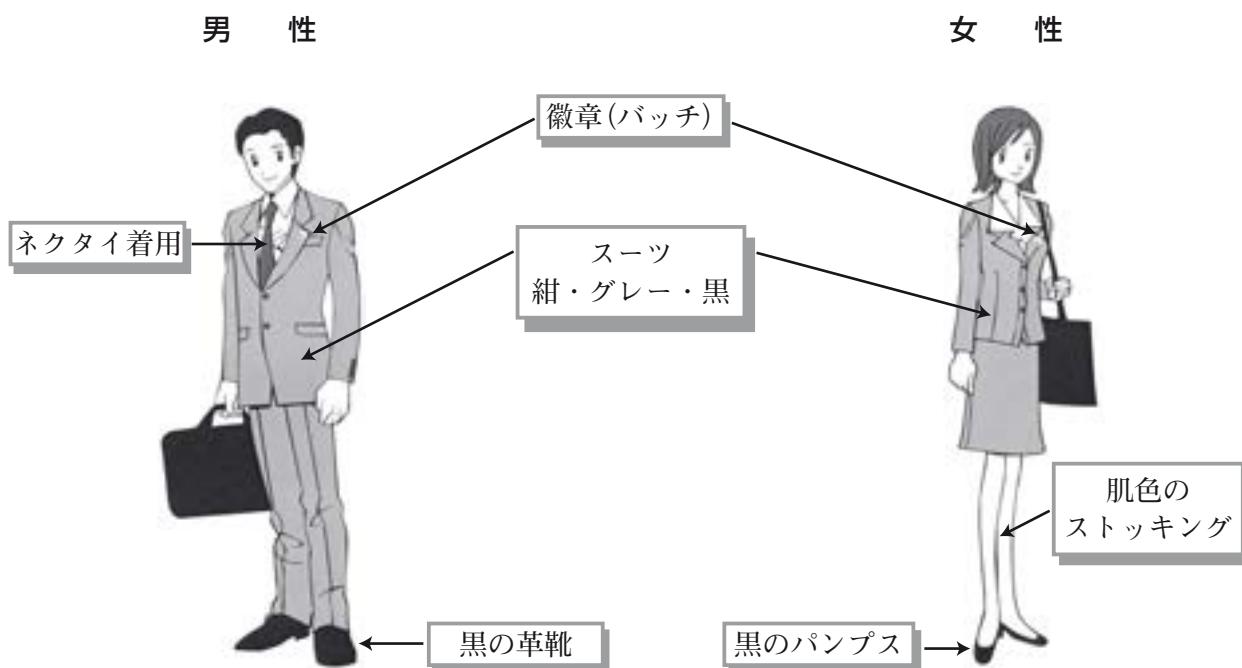 男性
女性
徽章(バッチ)
ネクタイ着用
スーツ
紺・グレー・黒
肌色の
ストッキング
黒の革靴
黒のパンプス